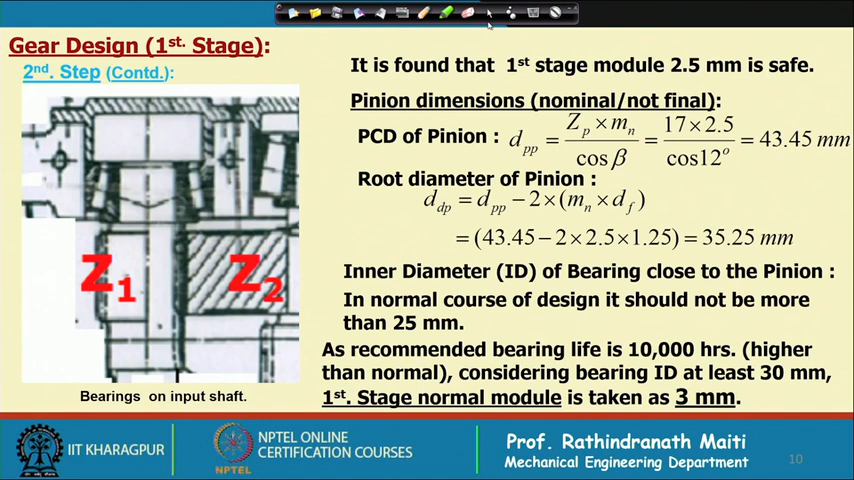 Gear Design (1st. Stage):
2nd. Step (Contd.):
Z1
Z2
Bearings on input shaft.
It is found that 1st stage module 2.5 mm is safe.
Pinion dimensions (nominal/not final):
PCD of Pinion : d_pp = (Z_p × m_n)/(cos β) = (17 × 2.5)/(cos12°) = 43.45 mm
Root diameter of Pinion :
d_dp = d_pp − 2×(m_n × d_f)
= (43.45 − 2 × 2.5 × 1.25) = 35.25 mm
Inner Diameter (ID) of Bearing close to the Pinion :
In normal course of design it should not be more
than 25 mm.
As recommended bearing life is 10,000 hrs. (higher
than normal), considering bearing ID at least 30 mm,
1st. Stage normal module is taken as 3 mm.
IIT KHARAGPUR
NPTEL
NPTEL ONLINE
CERTIFICATION COURSES
Prof. Rathindranath Maiti
Mechanical Engineering Department
10